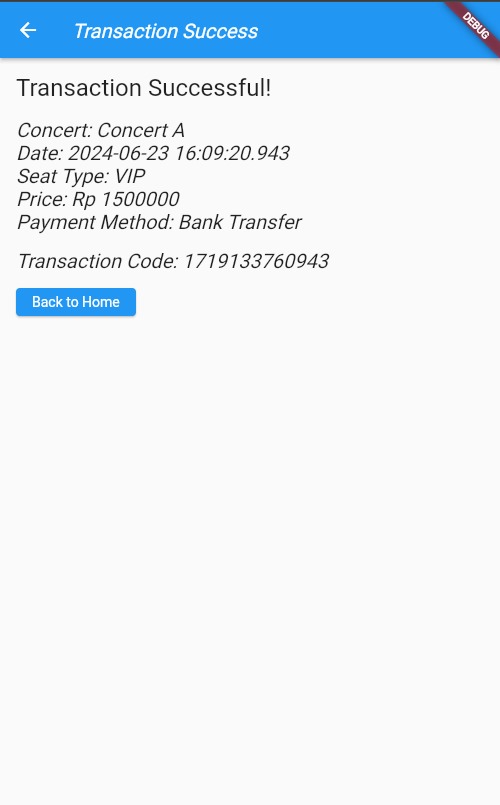 Transaction Success
DEBUG
Transaction Successful!
Concert: Concert A
Date: 2024-06-23 16:09:20.943
Seat Type: VIP
Price: Rp 1500000
Payment Method: Bank Transfer
Transaction Code: 1719133760943
Back to Home